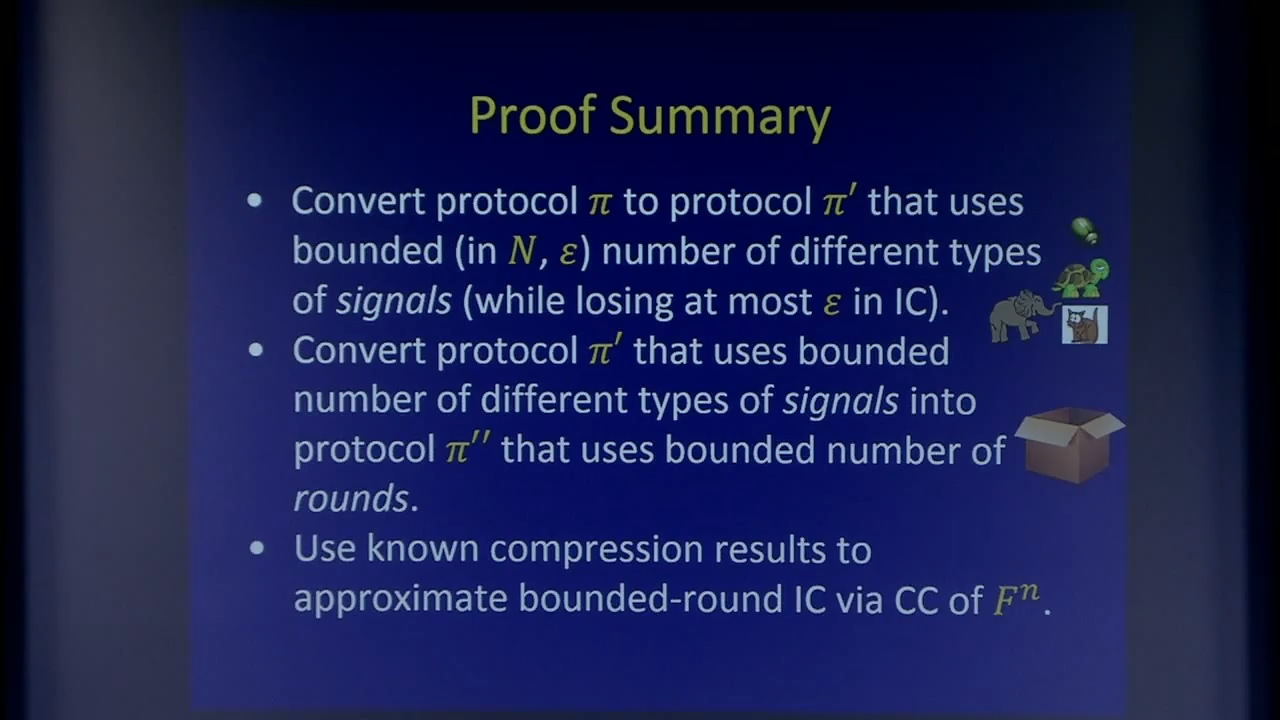 Proof Summary
• Convert protocol π to protocol π′ that uses
bounded (in N, ε) number of different types
of signals (while losing at most ε in IC).
• Convert protocol π′ that uses bounded
number of different types of signals into
protocol π′′ that uses bounded number of
rounds.
• Use known compression results to
approximate bounded-round IC via CC of Fⁿ.